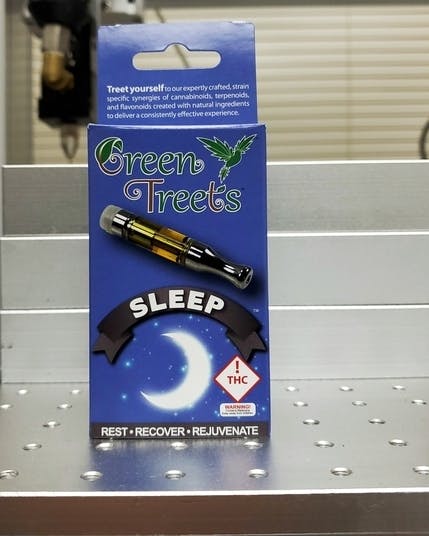 Treet yourself to our expertly crafted, strain
specific synergies of cannabinoids, terpenoids,
and flavonoids created with natural ingredients
to deliver a consistently effective experience.
Green
Treets
SLEEP
TM
!
THC
WARNING!
REST • RECOVER • REJUVENATE